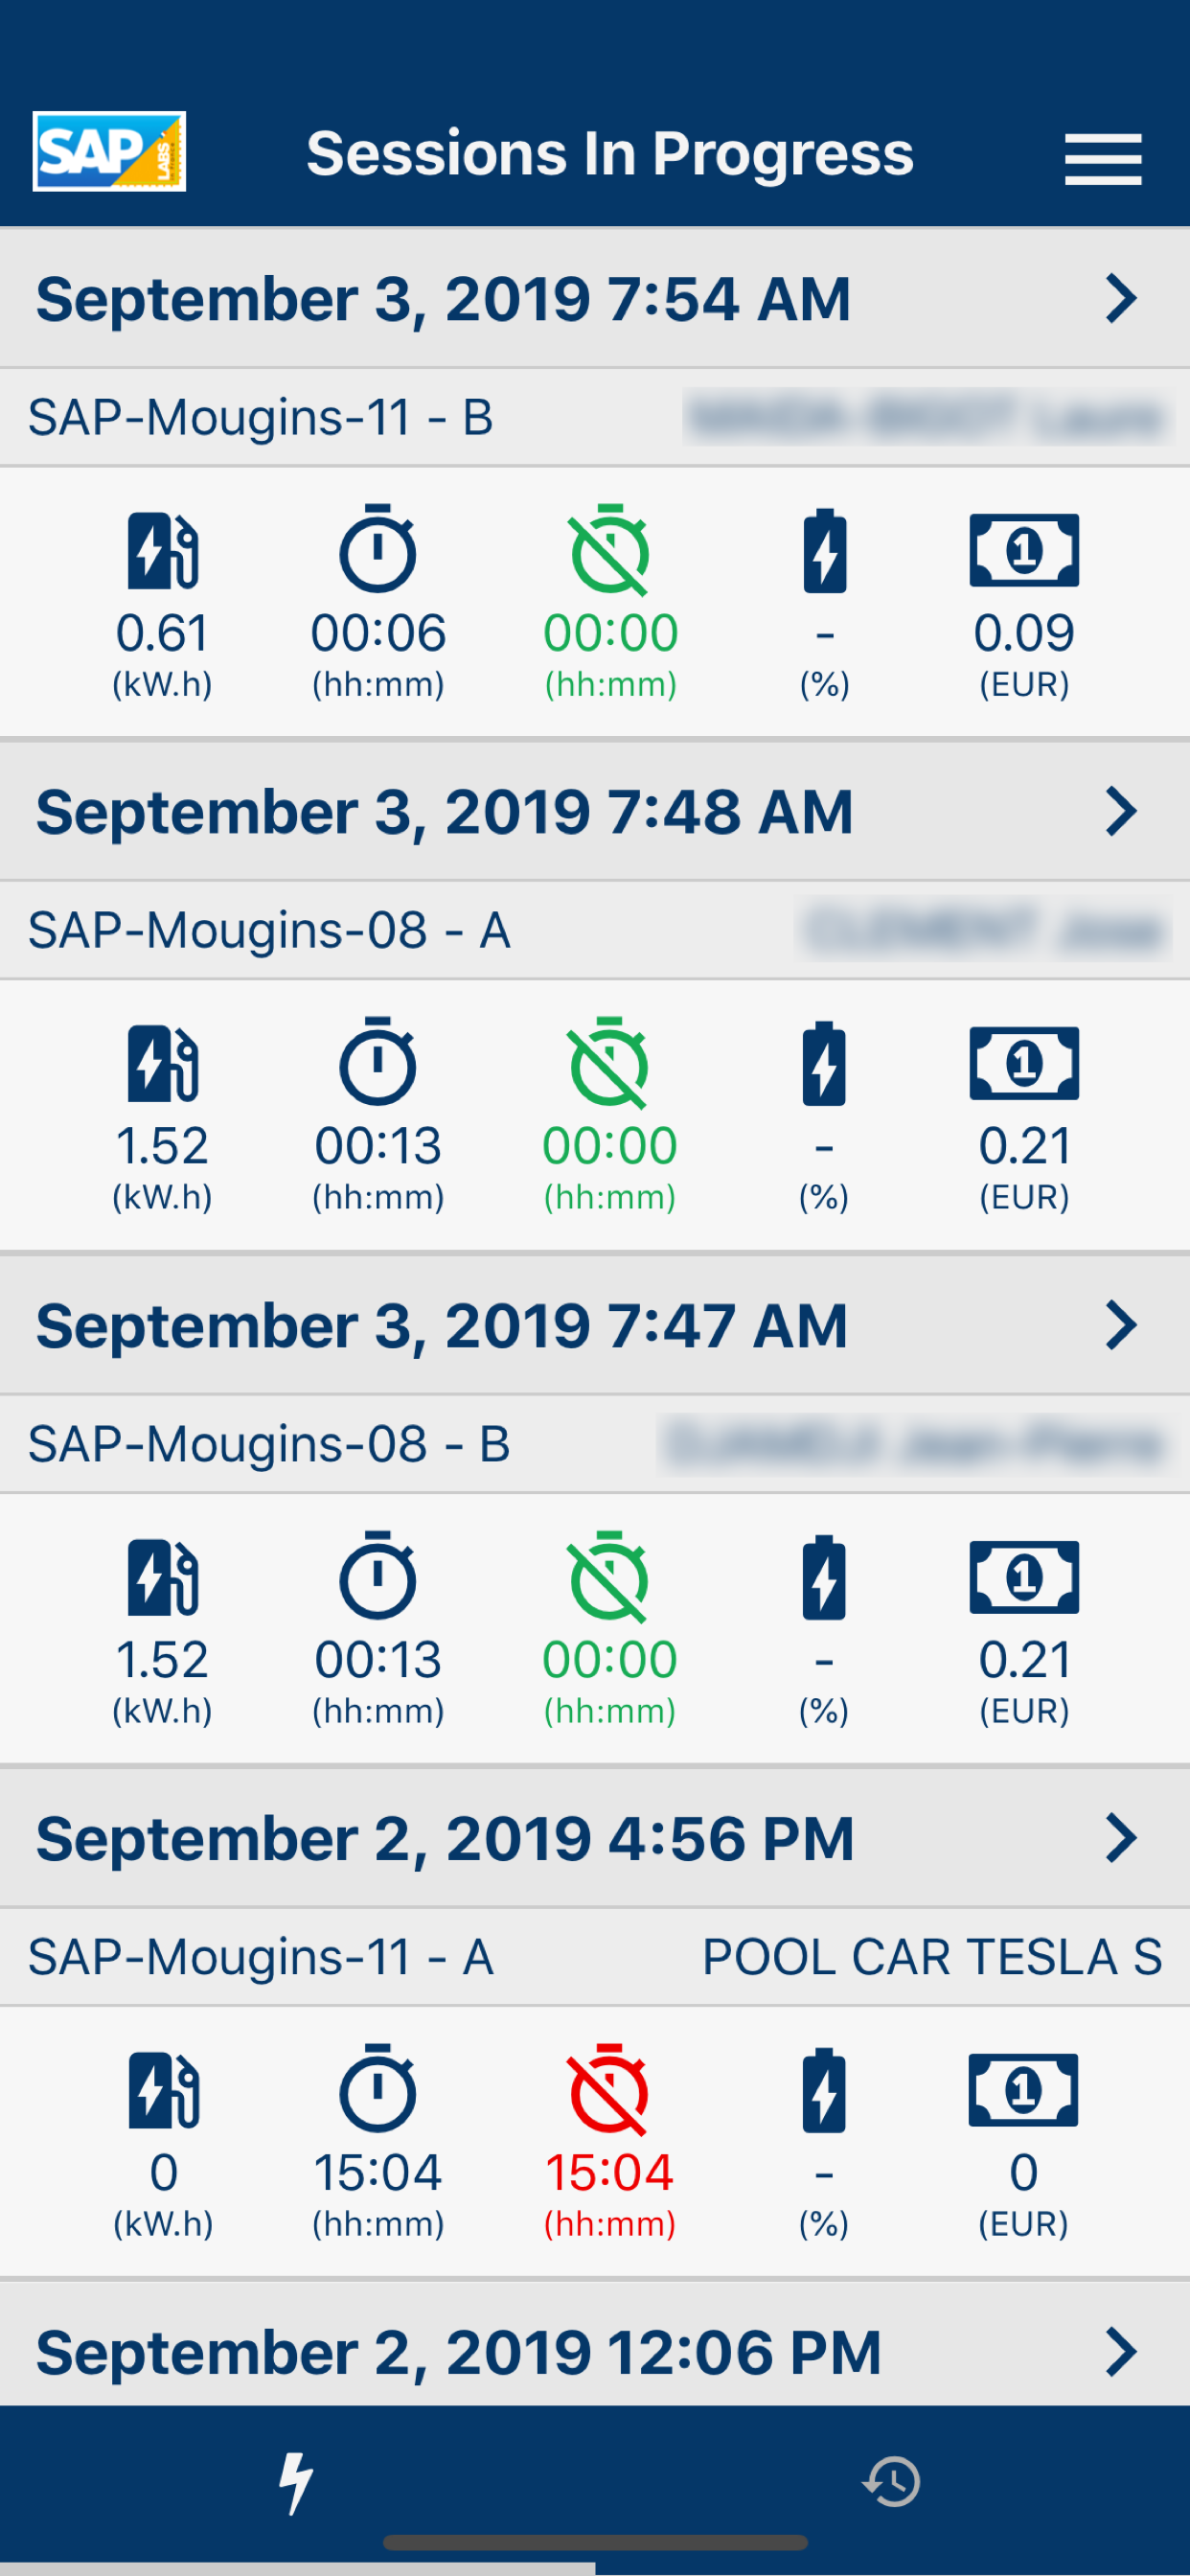 SAP LABS
Sessions In Progress
September 3, 2019 7:54 AM
SAP-Mougins-11 - B
0.61 00:06 00:00 - 0.09
(kW.h) (hh:mm) (hh:mm) (%) (EUR)
September 3, 2019 7:48 AM
SAP-Mougins-08 - A
1.52 00:13 00:00 - 0.21
(kW.h) (hh:mm) (hh:mm) (%) (EUR)
September 3, 2019 7:47 AM
SAP-Mougins-08 - B
1.52 00:13 00:00 - 0.21
(kW.h) (hh:mm) (hh:mm) (%) (EUR)
September 2, 2019 4:56 PM
SAP-Mougins-11 - A POOL CAR TESLA S
0 15:04 15:04 - 0
(kW.h) (hh:mm) (hh:mm) (%) (EUR)
September 2, 2019 12:06 PM